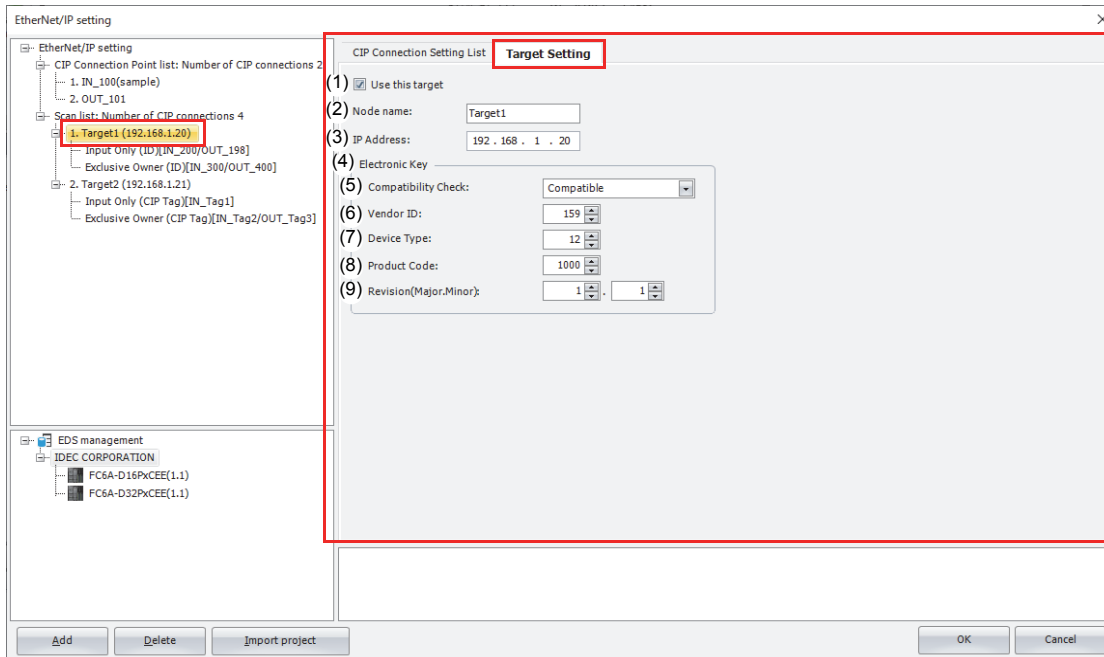 EtherNet/IP setting
EtherNet/IP setting
CIP Connection Point list: Number of CIP connections 2
1. IN_100(sample)
2. OUT_101
Scan list: Number of CIP connections 4
1. Target1 (192.168.1.20)
Input Only (ID)[IN_200/OUT_198]
Exclusive Owner (ID)[IN_300/OUT_400]
2. Target2 (192.168.1.21)
Input Only (CIP Tag)[IN_Tag1]
Exclusive Owner (CIP Tag)[IN_Tag2/OUT_Tag3]
EDS management
IDEC CORPORATION
FC6A-D16PxCEE(1.1)
FC6A-D32PxCEE(1.1)
CIP Connection Setting List Target Setting
(1) Use this target
(2) Node name: Target1
(3) IP Address: 192 . 168 . 1 . 20
(4) Electronic Key
(5) Compatibility Check: Compatible
(6) Vendor ID: 159
(7) Device Type: 12
(8) Product Code: 1000
(9) Revision(Major.Minor): 1 . 1
Add Delete Import project OK Cancel